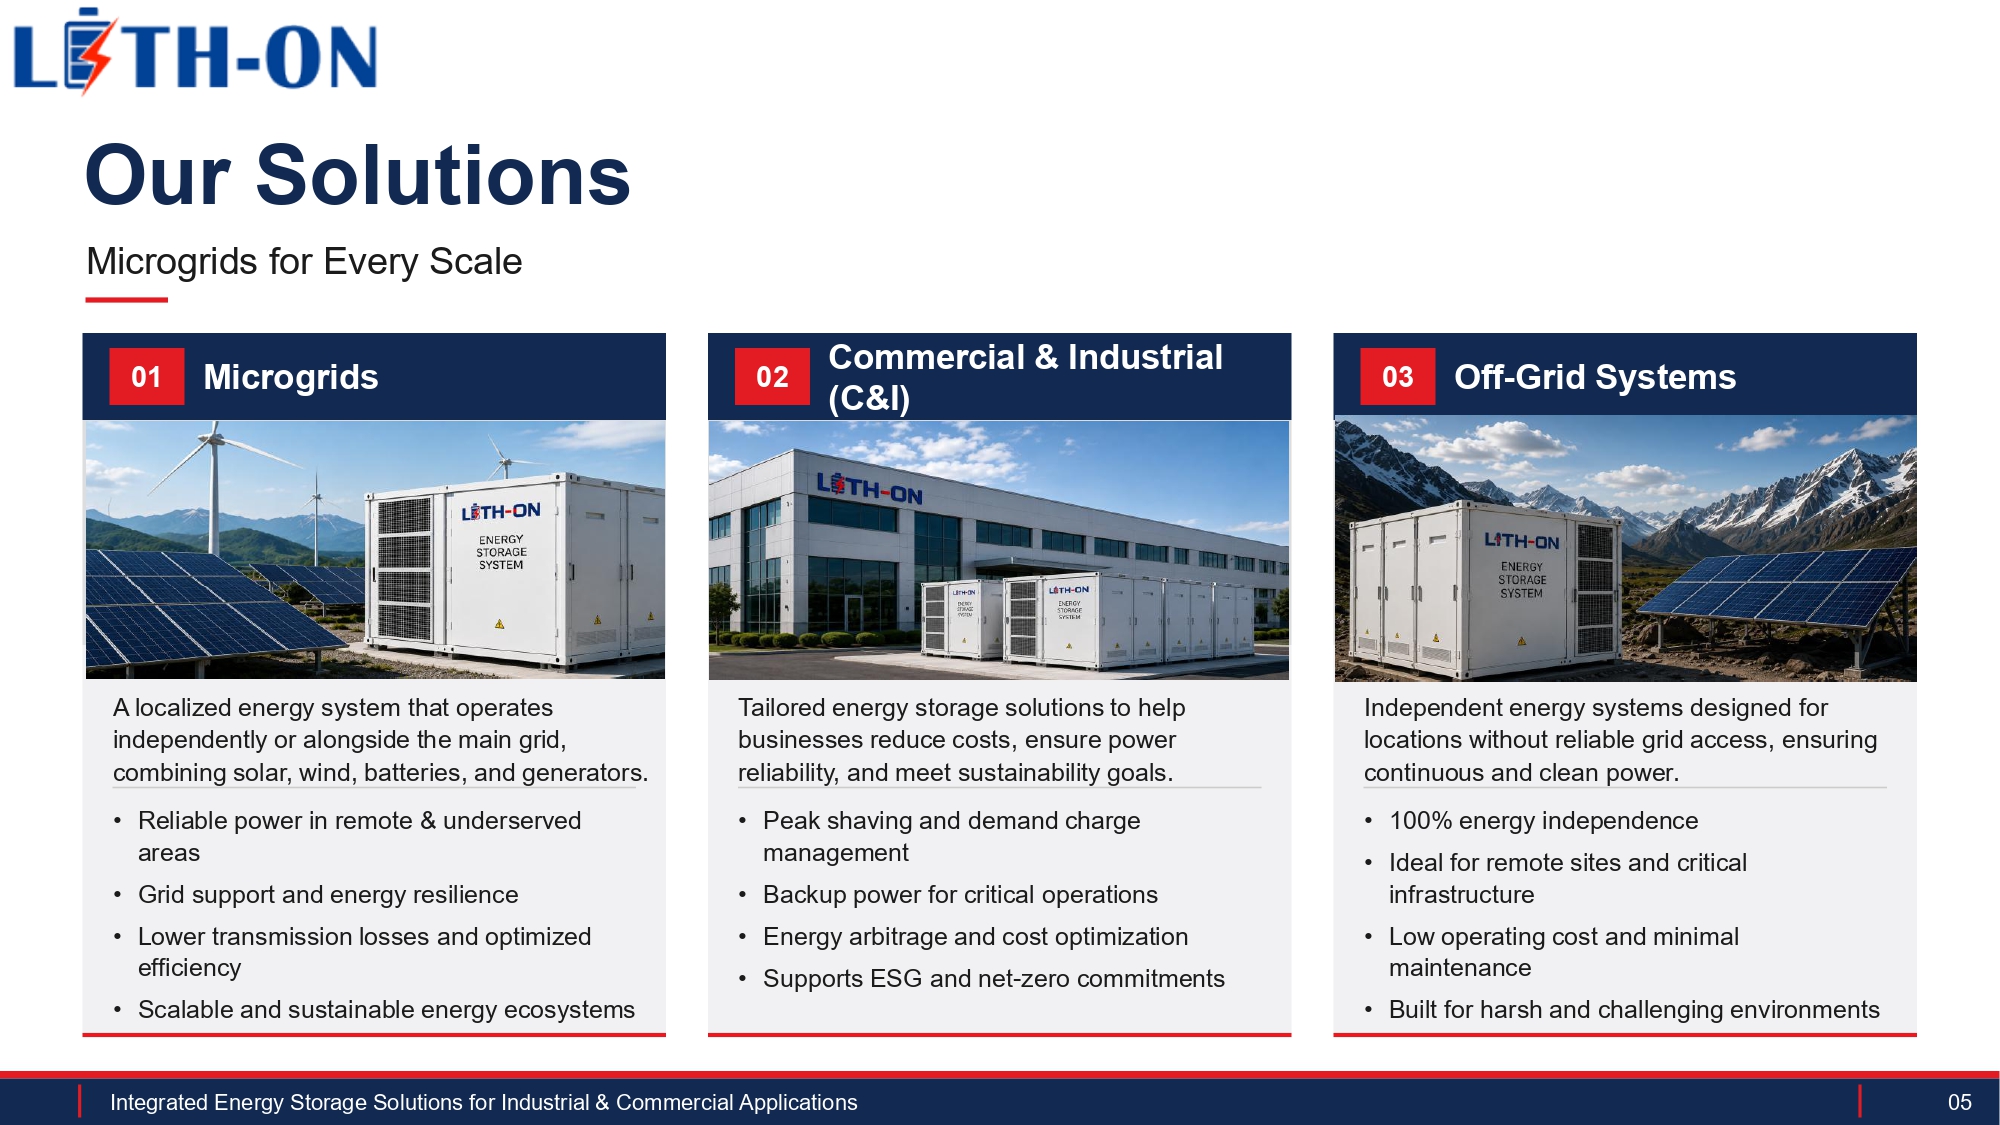 LITH-ON
Our Solutions
Microgrids for Every Scale
01
Microgrids
LITH-ON
ENERGY
STORAGE
SYSTEM
A localized energy system that operates
independently or alongside the main grid,
combining solar, wind, batteries, and generators.
• Reliable power in remote & underserved
areas
• Grid support and energy resilience
• Lower transmission losses and optimized
efficiency
• Scalable and sustainable energy ecosystems
02
Commercial & Industrial
(C&I)
LITH-ON
LITH-ON
ENERGY
STORAGE
SYSTEM
LITH-ON
ENERGY
STORAGE
SYSTEM
Tailored energy storage solutions to help
businesses reduce costs, ensure power
reliability, and meet sustainability goals.
• Peak shaving and demand charge
management
• Backup power for critical operations
• Energy arbitrage and cost optimization
• Supports ESG and net-zero commitments
03
Off-Grid Systems
LITH-ON
ENERGY
STORAGE
SYSTEM
Independent energy systems designed for
locations without reliable grid access, ensuring
continuous and clean power.
• 100% energy independence
• Ideal for remote sites and critical
infrastructure
• Low operating cost and minimal
maintenance
• Built for harsh and challenging environments
Integrated Energy Storage Solutions for Industrial & Commercial Applications
05